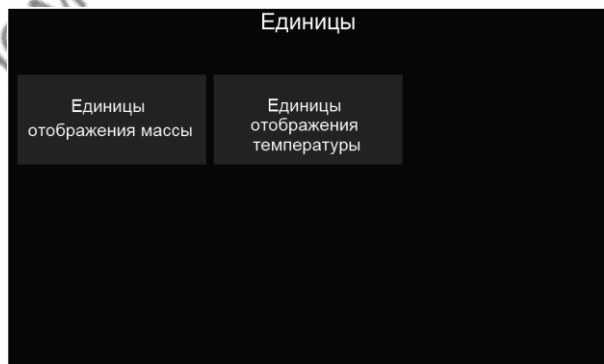 Единицы
Единицы
отображения массы
Единицы
отображения
температуры